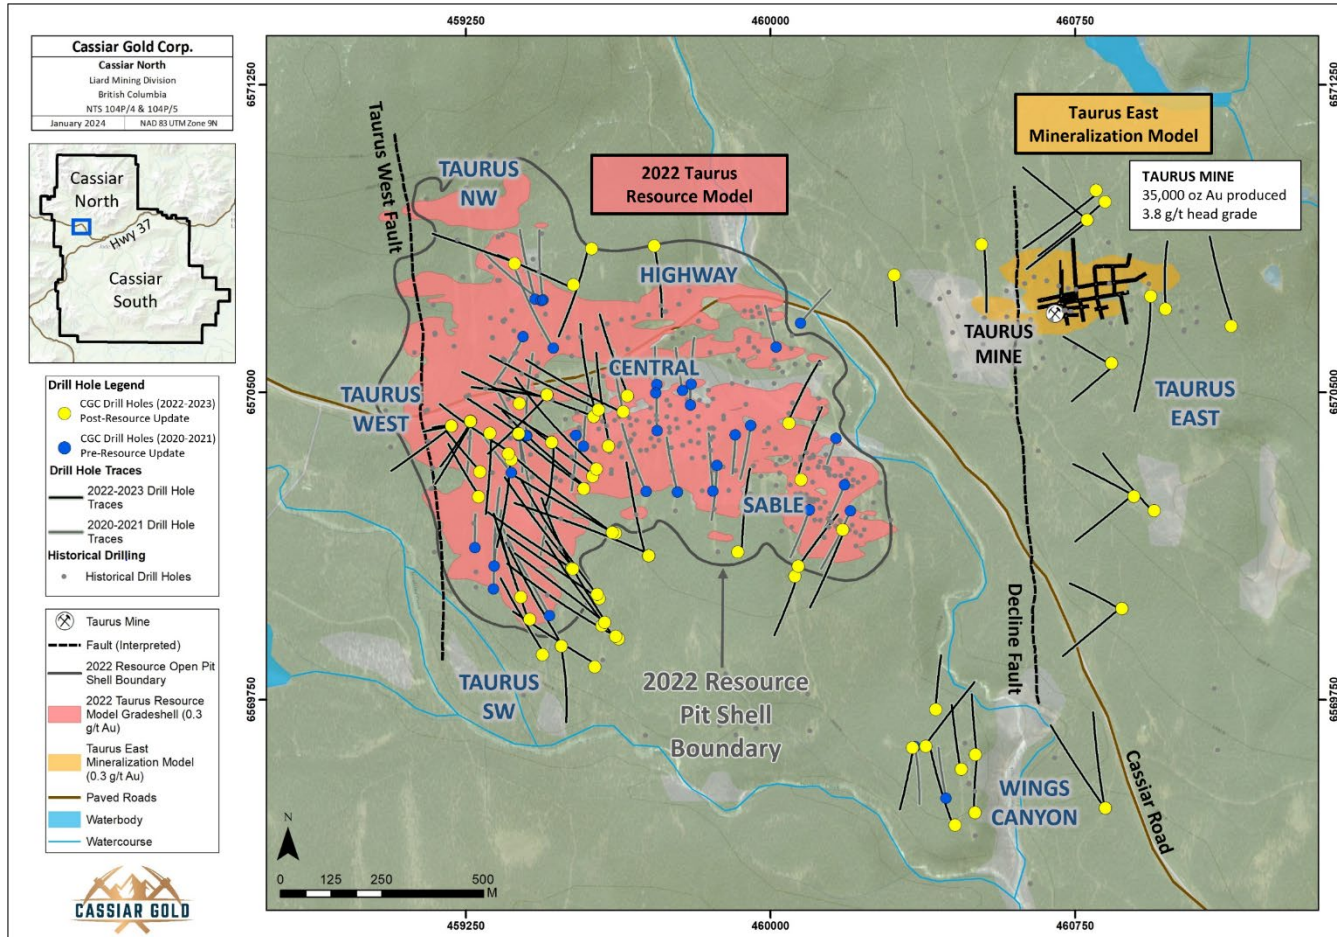 459250
460000
460750
Cassiar Gold Corp.
Cassiar North
Liard Mining Division
British Columbia
NTS 104P/4 & 104P/5
January 2024
NAD 83 UTM Zone 9N
Cassiar
North
Hwy 37
Cassiar
South
Drill Hole Legend
CGC Drill Holes (2022-2023)
Post-Resource Update
CGC Drill Holes (2020-2021)
Pre-Resource Update
Drill Hole Traces
2022-2023 Drill Hole
Traces
2020-2021 Drill Hole
Traces
Historical Drilling
Historical Drill Holes
Taurus Mine
Fault (Interpreted)
2022 Resource Open Pit
Shell Boundary
2022 Taurus Resource
Model Gradeshell (0.3
g/t Au)
Taurus East
Mineralization Model
(0.3 g/t Au)
Paved Roads
Waterbody
Watercourse
CASSIAR GOLD
6571250
6570500
6569750
Taurus West Fault
TAURUS
NW
2022 Taurus
Resource Model
HIGHWAY
CENTRAL
TAURUS
WEST
SABLE
TAURUS
SW
2022 Resource
Pit Shell
Boundary
Taurus East
Mineralization Model
TAURUS MINE
35,000 oz Au produced
3.8 g/t head grade
TAURUS
MINE
TAURUS
EAST
Decline Fault
WINGS
CANYON
Cassiar Road
6571250
6570500
6569750
N
0
125
250
500
M
459250
460000
460750